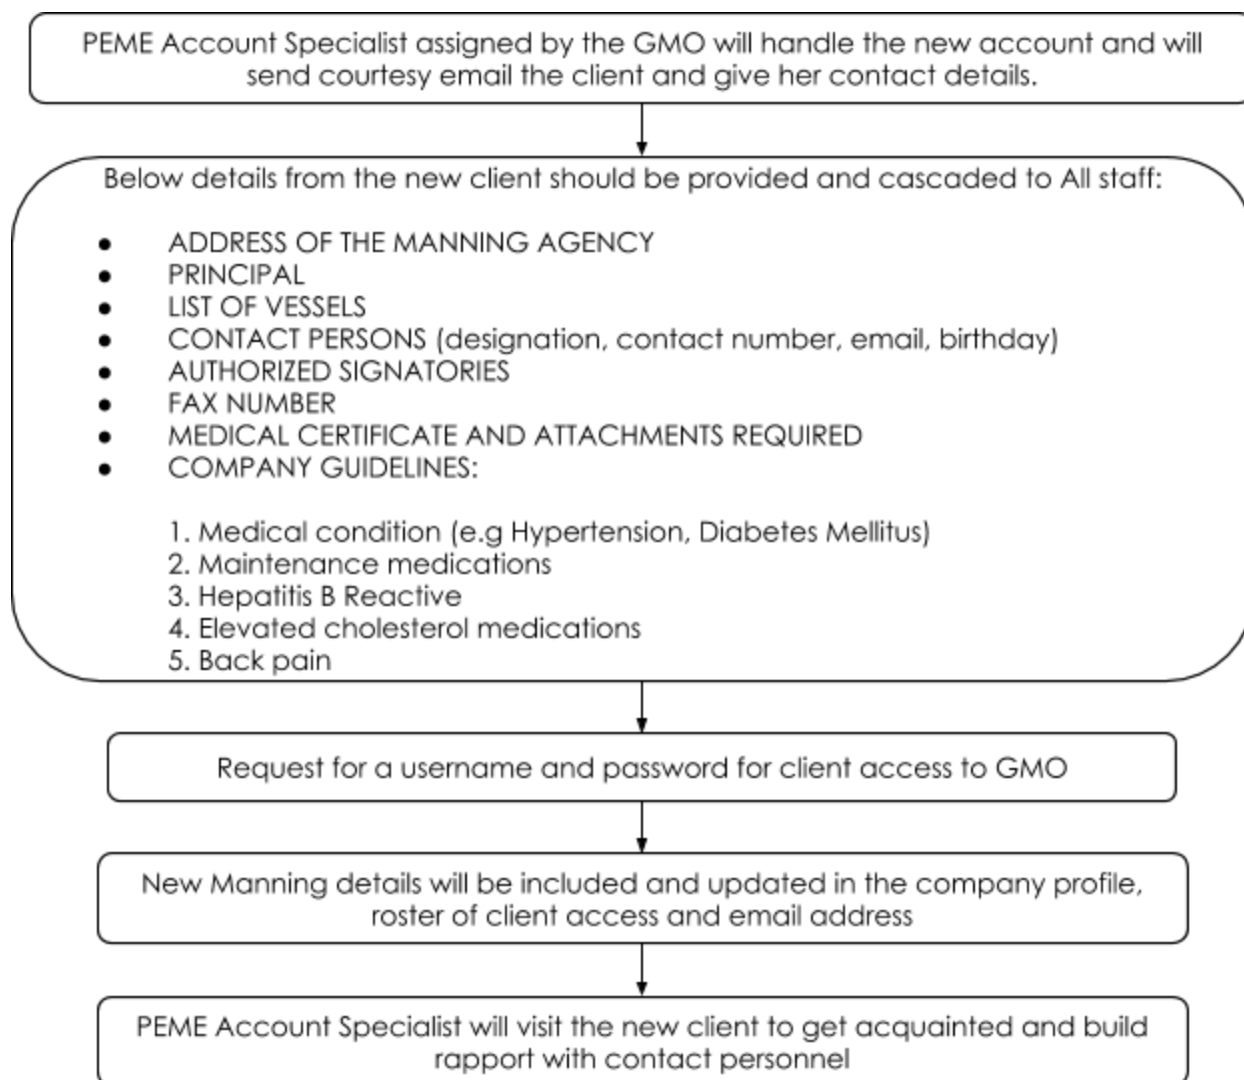 PEME Account Specialist assigned by the GMO will handle the new account and will
send courtesy email the client and give her contact details.
Below details from the new client should be provided and cascaded to All staff:
● ADDRESS OF THE MANNING AGENCY
● PRINCIPAL
● LIST OF VESSELS
● CONTACT PERSONS (designation, contact number, email, birthday)
● AUTHORIZED SIGNATORIES
● FAX NUMBER
● MEDICAL CERTIFICATE AND ATTACHMENTS REQUIRED
● COMPANY GUIDELINES:
1. Medical condition (e.g Hypertension, Diabetes Mellitus)
2. Maintenance medications
3. Hepatitis B Reactive
4. Elevated cholesterol medications
5. Back pain
Request for a username and password for client access to GMO
New Manning details will be included and updated in the company profile,
roster of client access and email address
PEME Account Specialist will visit the new client to get acquainted and build
rapport with contact personnel